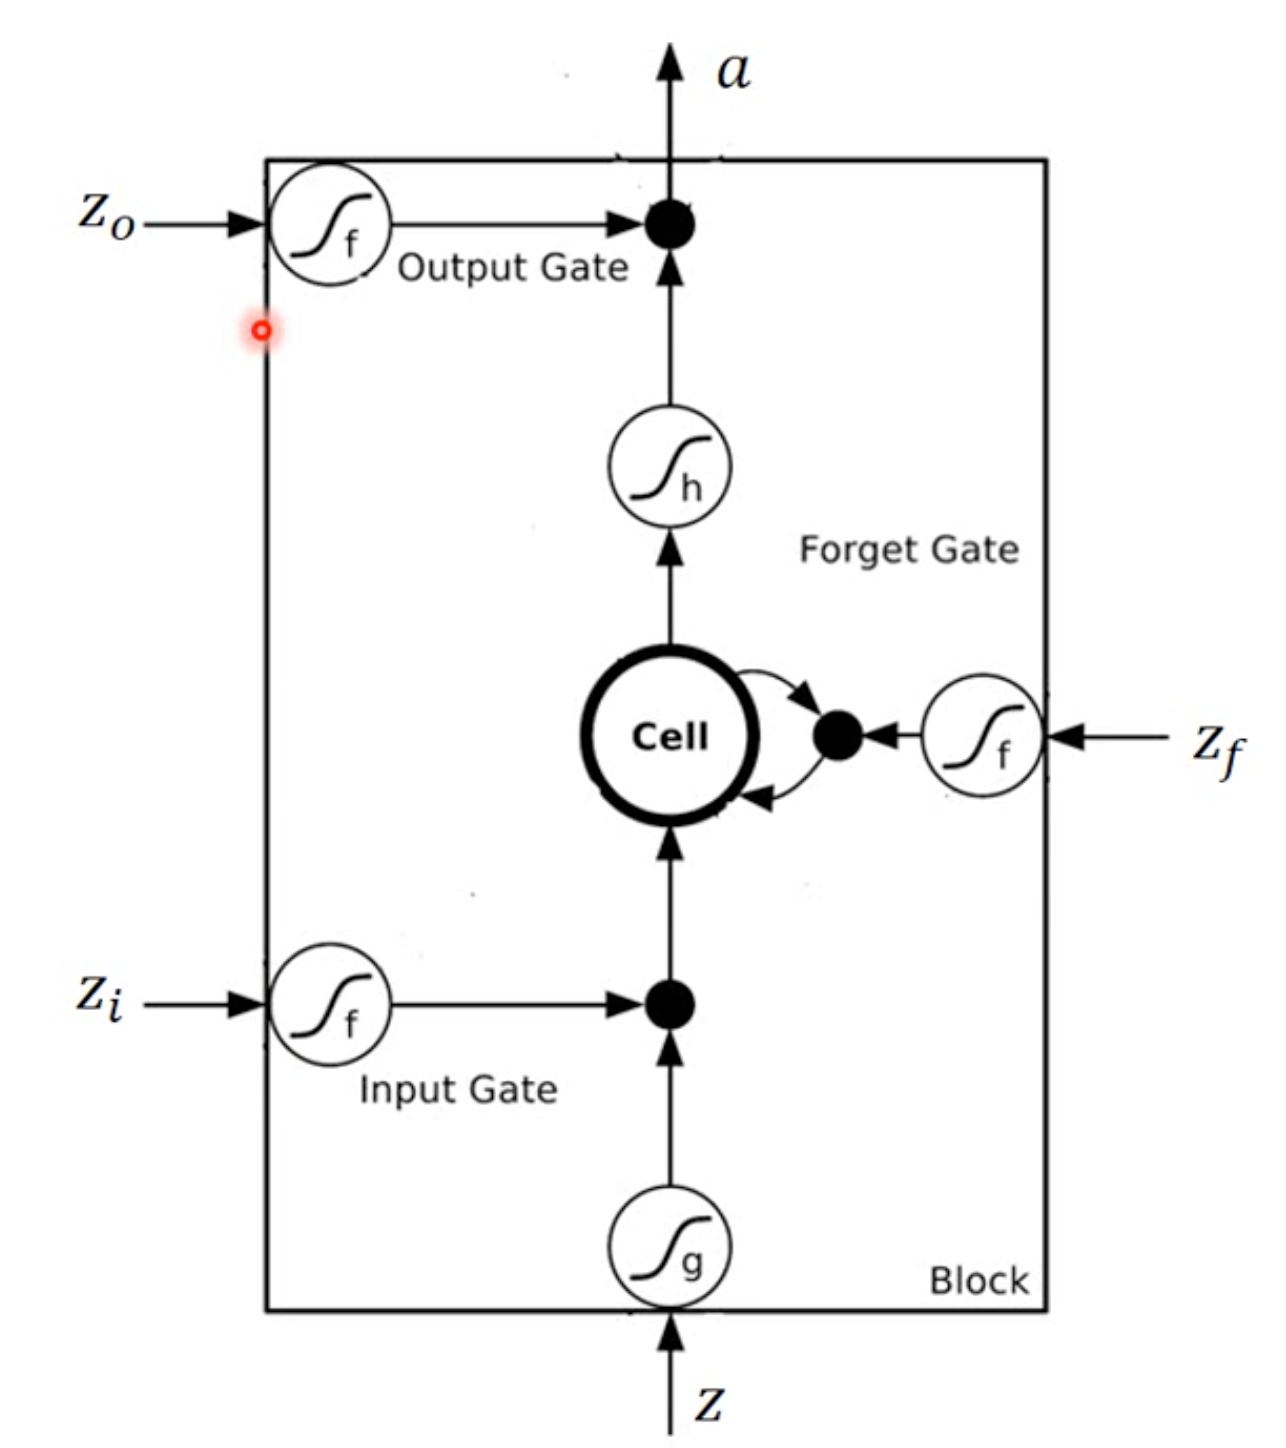 a
z_o
f
Output Gate
h
Forget Gate
Cell
f
z_f
z_i
f
Input Gate
g
Block
z